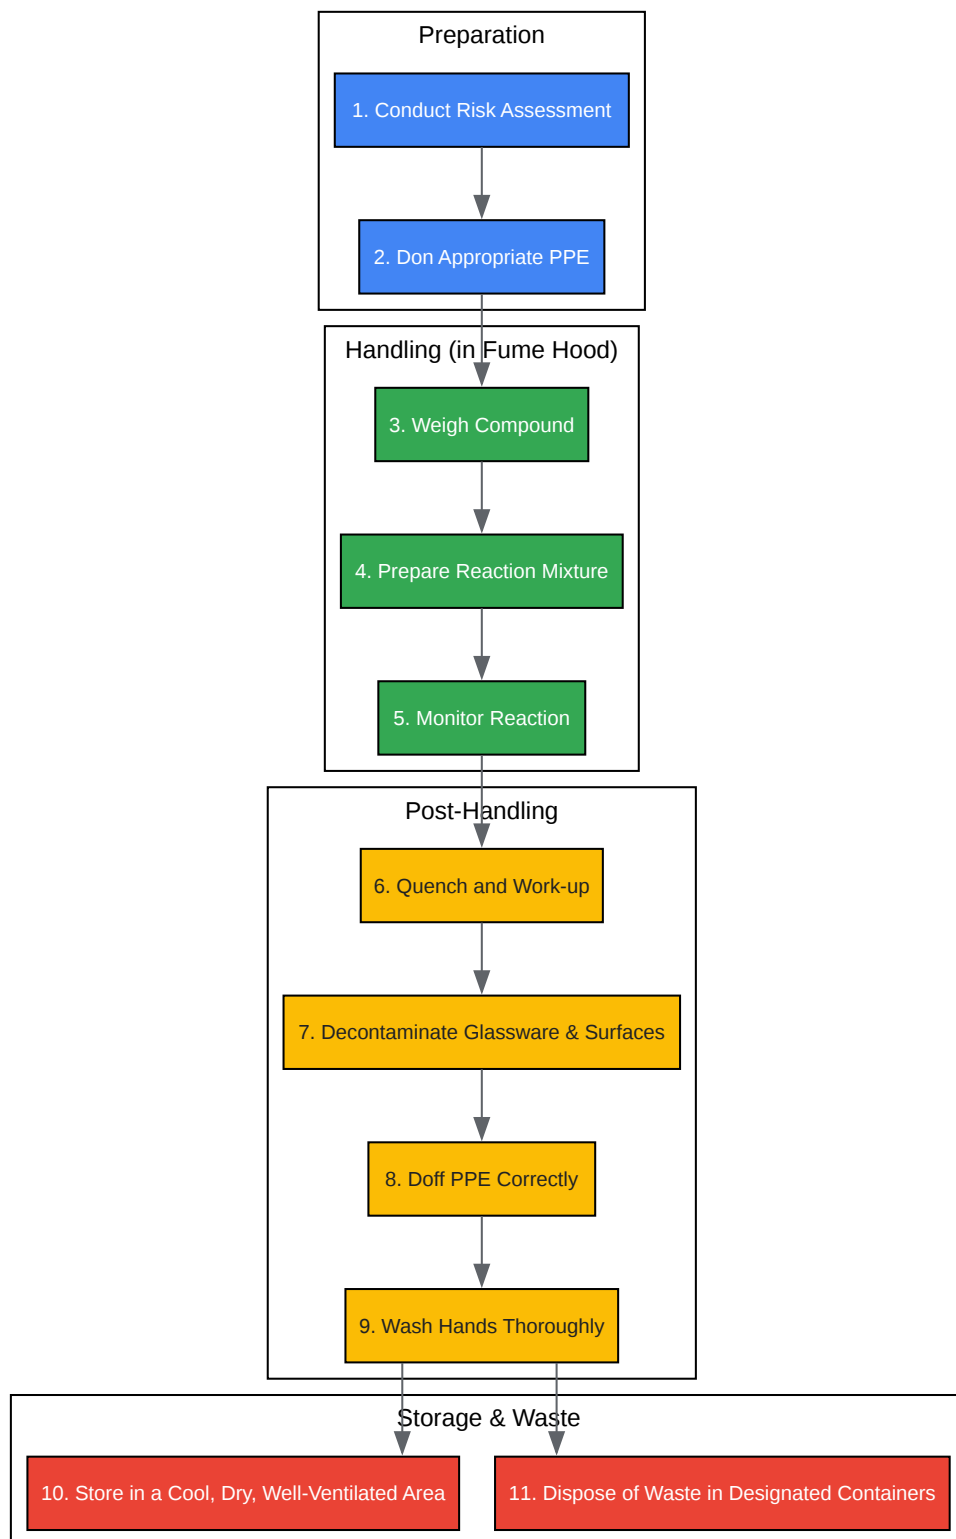 Preparation
1. Conduct Risk Assessment
2. Don Appropriate PPE
Handling (in Fume Hood)
3. Weigh Compound
4. Prepare Reaction Mixture
5. Monitor Reaction
Post-Handling
6. Quench and Work-up
7. Decontaminate Glassware & Surfaces
8. Doff PPE Correctly
9. Wash Hands Thoroughly
Storage & Waste
10. Store in a Cool, Dry, Well-Ventilated Area
11. Dispose of Waste in Designated Containers